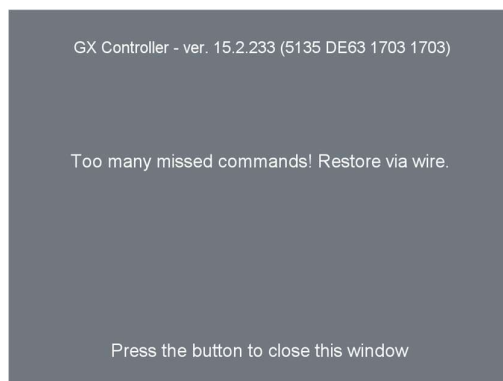 GX Controller - ver. 15.2.233 (5135 DE63 1703 1703)
Too many missed commands! Restore via wire.
Press the button to close this window